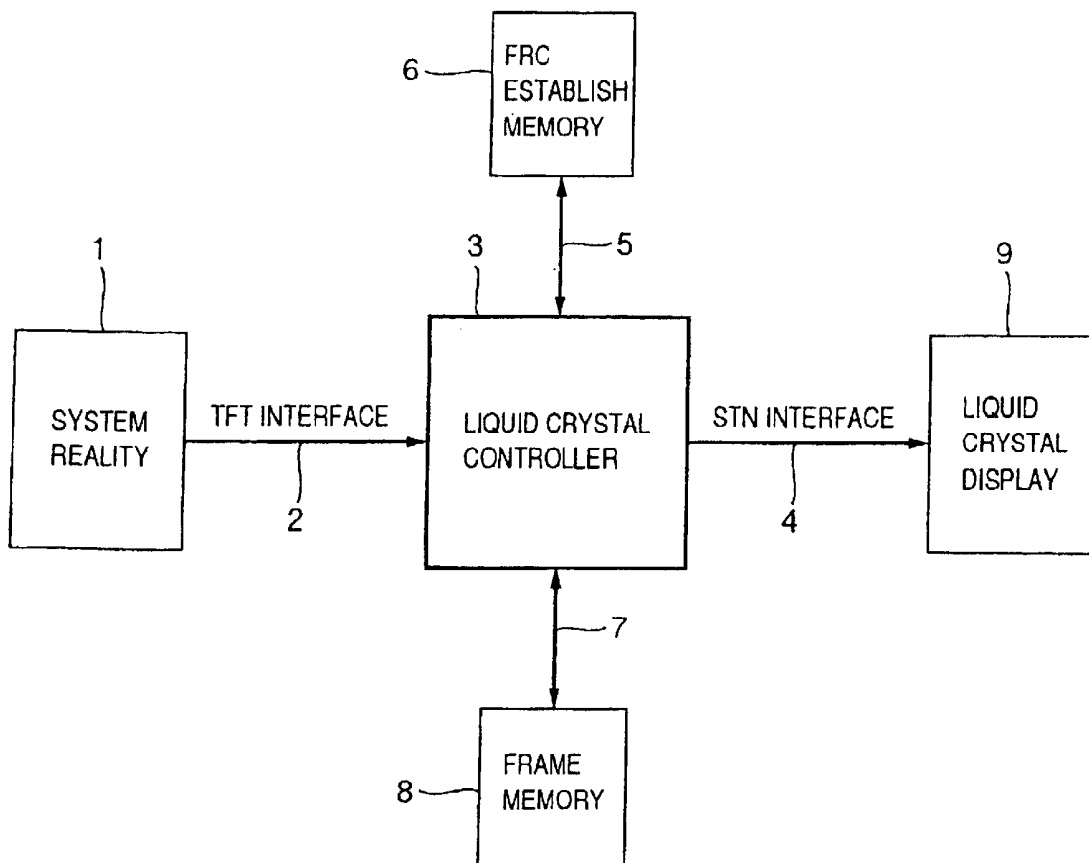 6
FRC
ESTABLISH
MEMORY
5
1
SYSTEM
REALITY
TFT INTERFACE
2
3
LIQUID CRYSTAL
CONTROLLER
STN INTERFACE
4
9
LIQUID
CRYSTAL
DISPLAY
7
8
FRAME
MEMORY